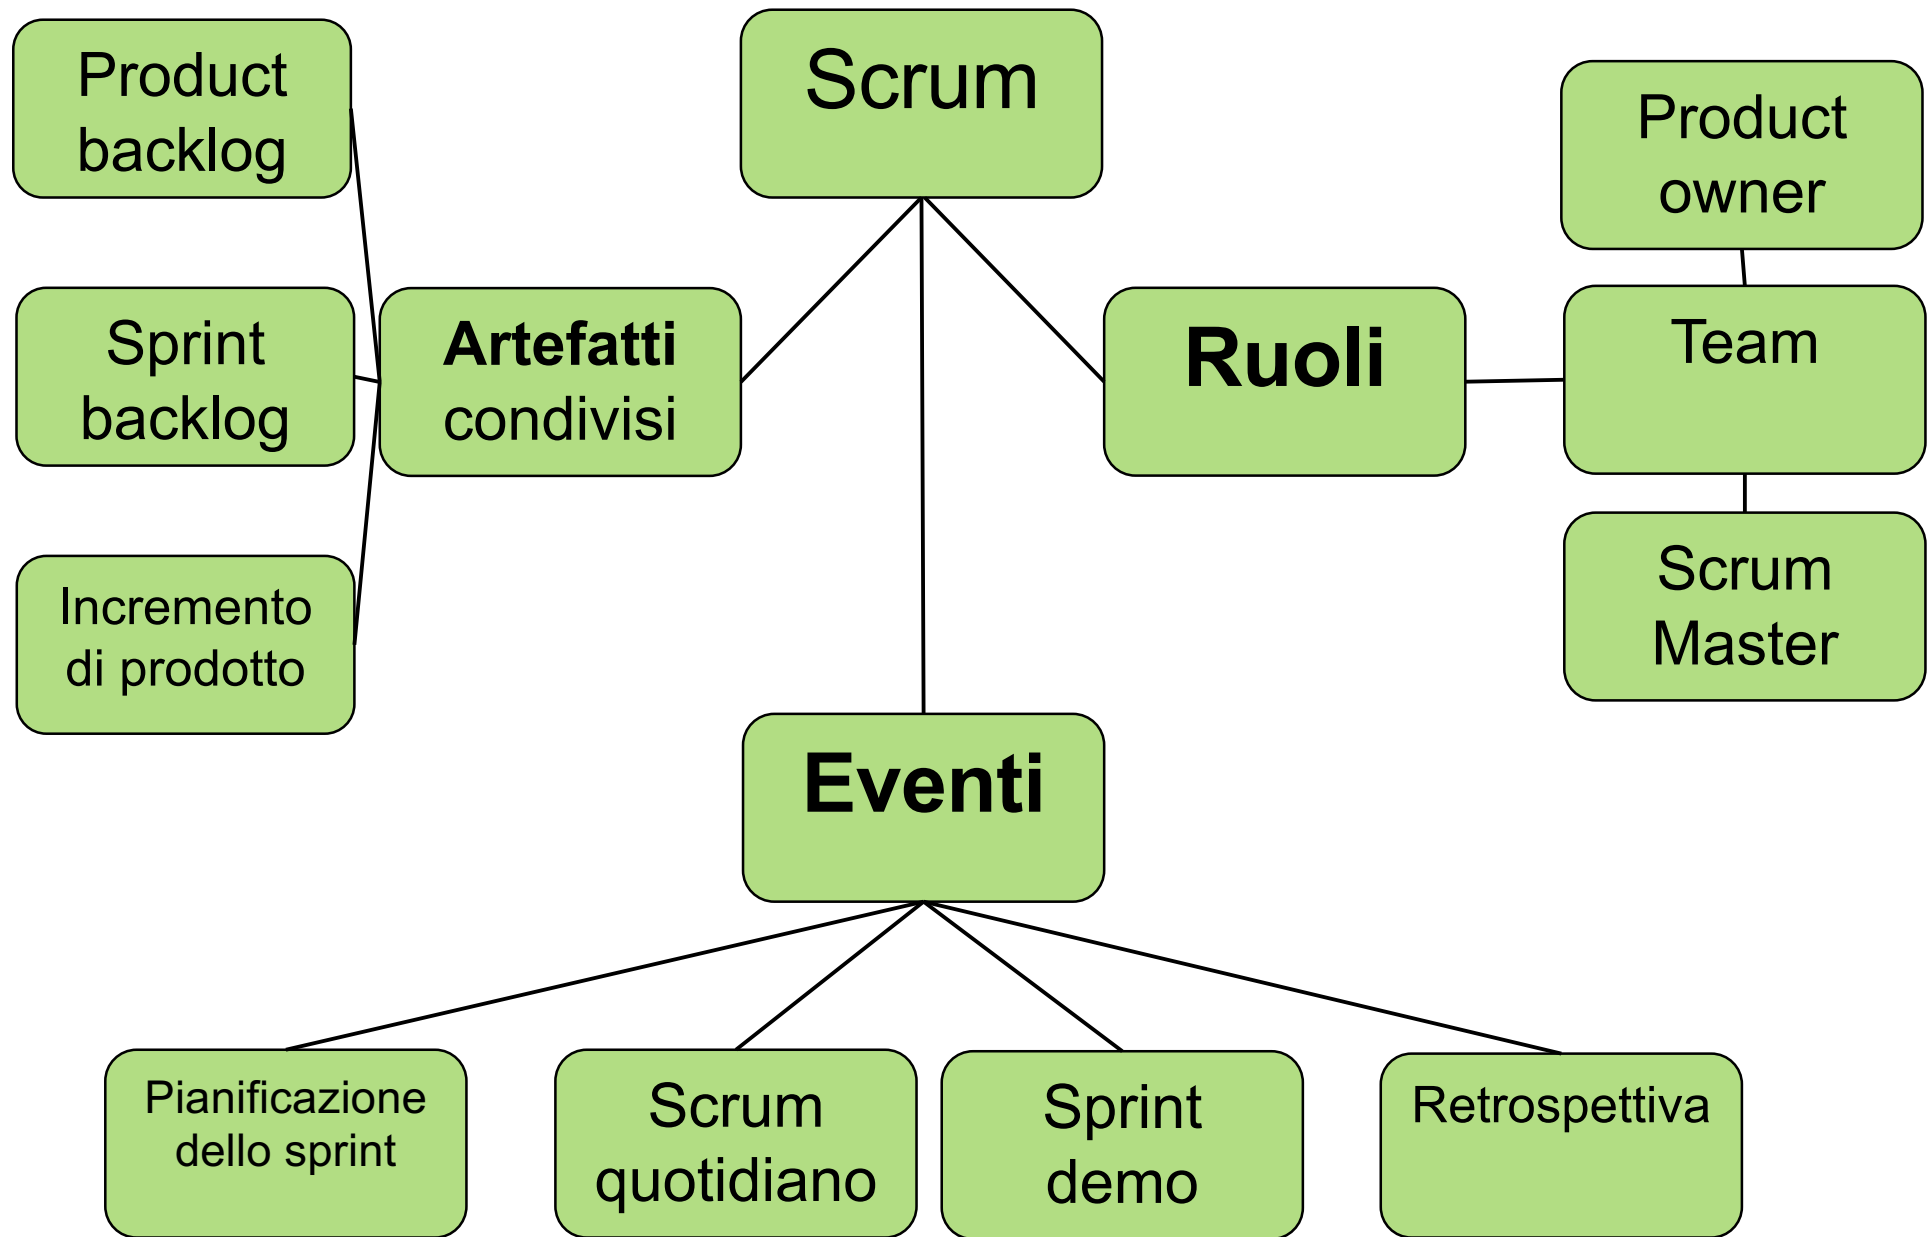 Scrum
Product
backlog
Sprint
backlog
Incremento
di prodotto
Artefatti
condivisi
Ruoli
Product
owner
Team
Scrum
Master
Eventi
Pianificazione
dello sprint
Scrum
quotidiano
Sprint
demo
Retrospettiva